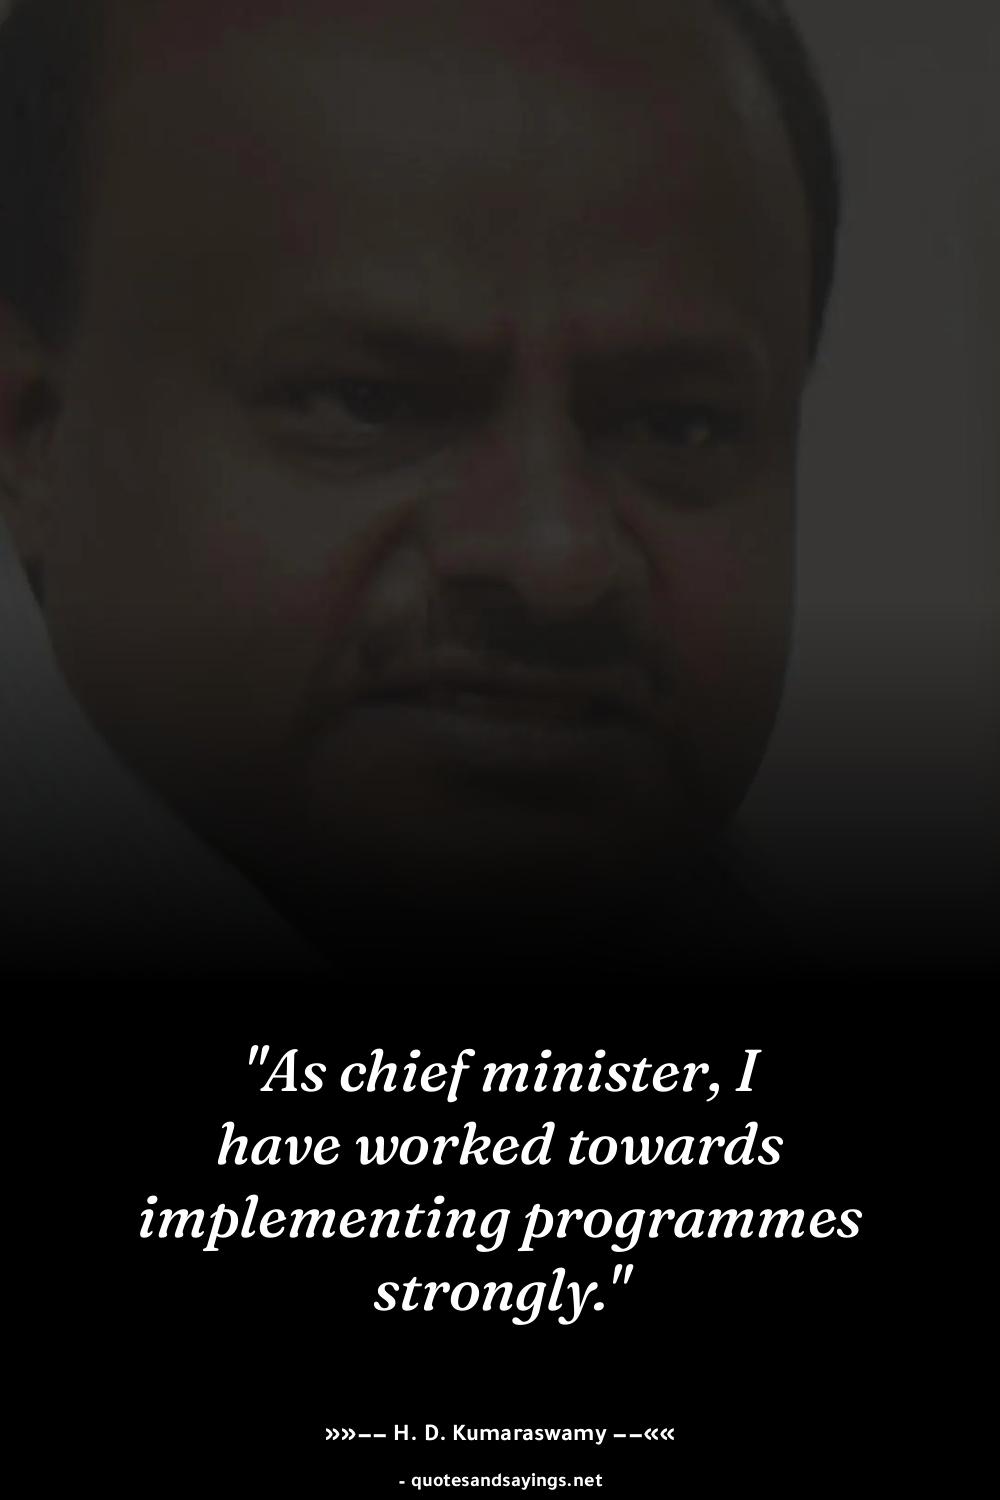 "As chief minister, I
have worked towards
implementing programmes
strongly."
»»−− H. D. Kumaraswamy −−««
- quotesandsayings.net